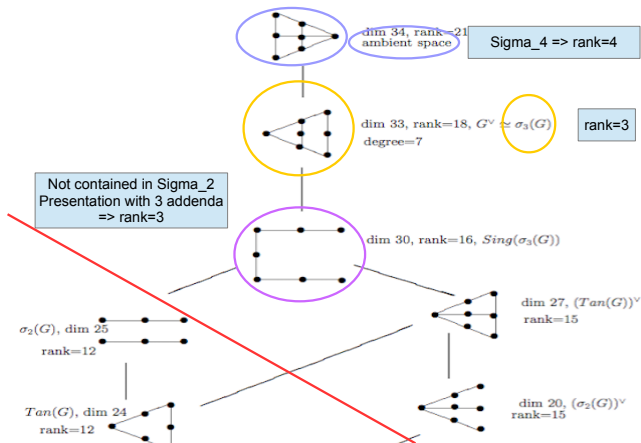 dim 34, rank=21
ambient space
Sigma_4 => rank=4
dim 33, rank=18, G^∨ ≃ σ₃(G)
degree=7
rank=3
Not contained in Sigma_2
Presentation with 3 addenda
=> rank=3
dim 30, rank=16, Sing(σ₃(G))
σ₂(G), dim 25
rank=12
dim 27, (Tan(G))^∨
rank=15
Tan(G), dim 24
rank=12
dim 20, (σ₂(G))^∨
rank=15